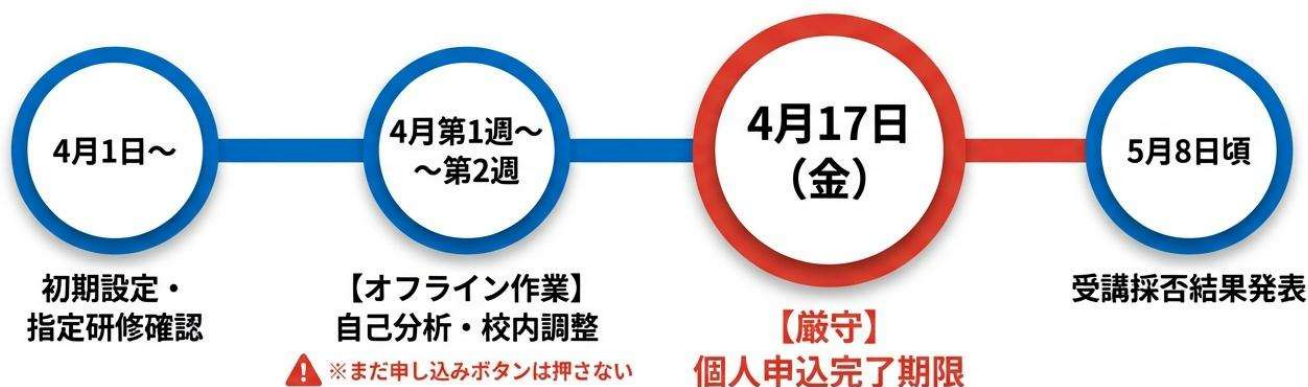 4月1日～
初期設定・
指定研修確認
4月第1週～
～第2週
【オフライン作業】
自己分析・校内調整
※まだ申し込みボタンは押さない
4月17日
（金）
【厳守】
個人申込完了期限
5月8日頃
受講採否結果発表